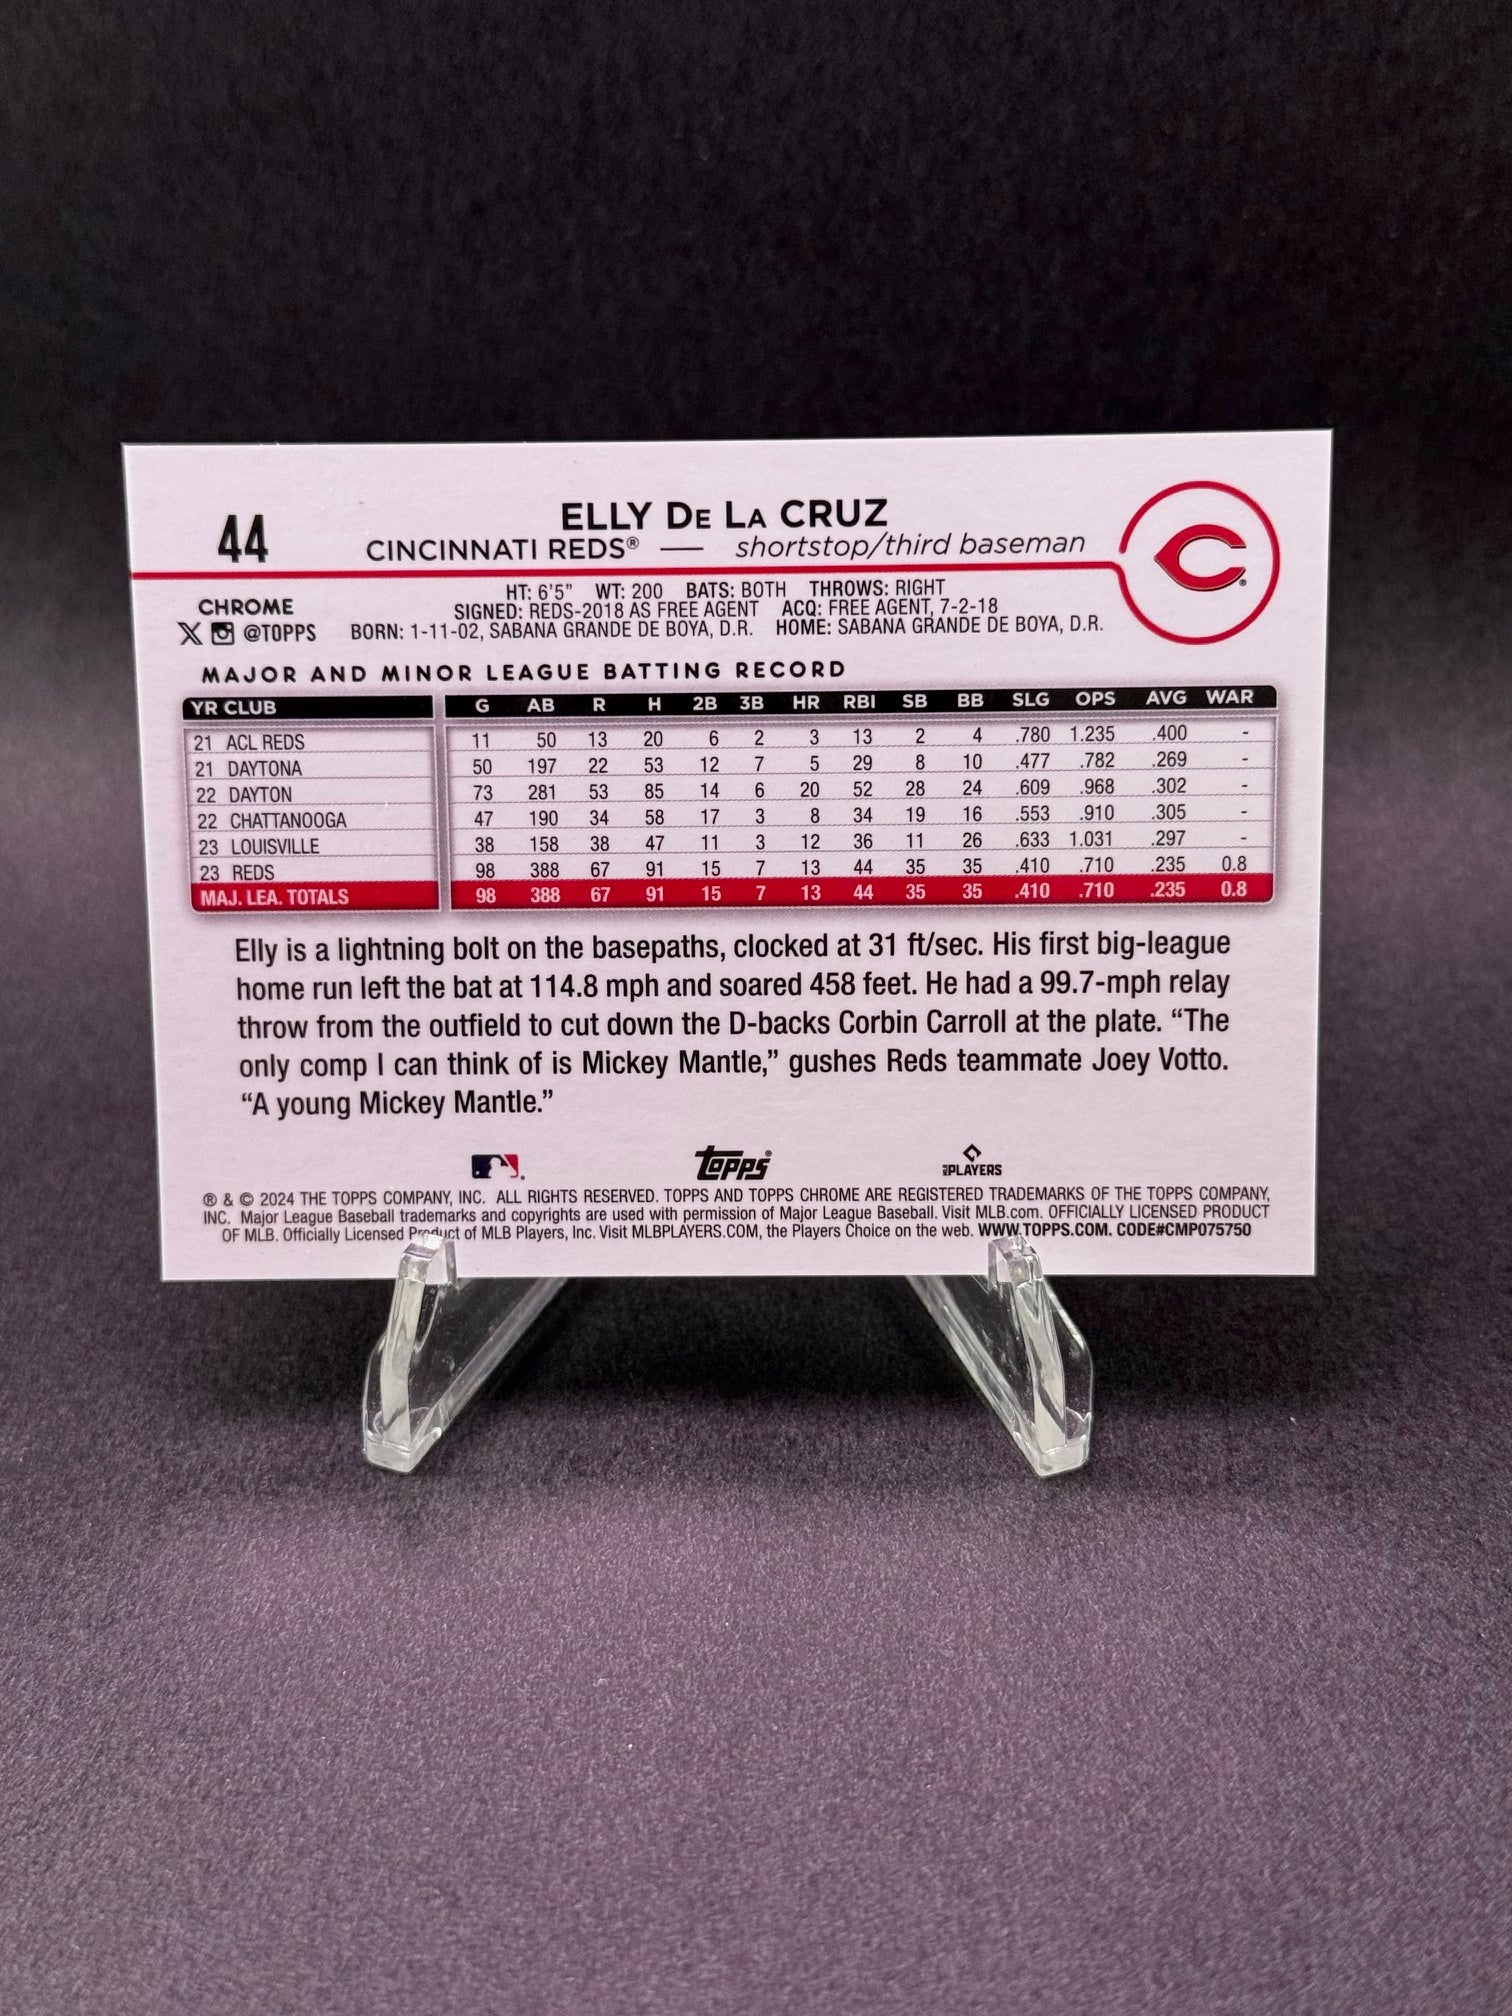 44
ELLY DE LA CRUZ
CINCINNATI REDS® — shortstop/third baseman
C
CHROME
X @TOPPS
HT: 6'5" WT: 200 BATS: BOTH THROWS: RIGHT
SIGNED: REDS-2018 AS FREE AGENT ACQ: FREE AGENT, 7-2-18
BORN: 1-11-02, SABANA GRANDE DE BOYA, D.R. HOME: SABANA GRANDE DE BOYA, D.R.
MAJOR AND MINOR LEAGUE BATTING RECORD
YR CLUB G AB R H 2B 3B HR RBI SB BB SLG OPS AVG WAR
21 ACL REDS 11 50 13 20 6 2 3 13 2 4 .780 1.235 .400 -
21 DAYTONA 50 197 22 53 12 7 5 29 8 10 .477 .782 .269 -
22 DAYTON 73 281 53 85 14 6 20 52 28 24 .609 .968 .302 -
22 CHATTANOOGA 47 190 34 58 17 3 8 34 19 16 .553 .910 .305 -
23 LOUISVILLE 38 158 38 47 11 3 12 36 11 26 .633 1.031 .297 -
23 REDS 98 388 67 91 15 7 13 44 35 35 .410 .710 .235 0.8
MAJ. LEA. TOTALS 98 388 67 91 15 7 13 44 35 35 .410 .710 .235 0.8
Elly is a lightning bolt on the basepaths, clocked at 31 ft/sec. His first big-league
home run left the bat at 114.8 mph and soared 458 feet. He had a 99.7-mph relay
throw from the outfield to cut down the D-backs Corbin Carroll at the plate. “The
only comp I can think of is Mickey Mantle,” gushes Reds teammate Joey Votto.
“A young Mickey Mantle.”
Topps®
MLB PLAYERS
® & © 2024 THE TOPPS COMPANY, INC. ALL RIGHTS RESERVED. TOPPS AND TOPPS CHROME ARE REGISTERED TRADEMARKS OF THE TOPPS COMPANY,
INC. Major League Baseball trademarks and copyrights are used with permission of Major League Baseball. Visit MLB.com. OFFICIALLY LICENSED PRODUCT
OF MLB. Officially Licensed Product of MLB Players, Inc. Visit MLBPLAYERS.COM, the Players Choice on the web. WWW.TOPPS.COM. CODE#CMP075750